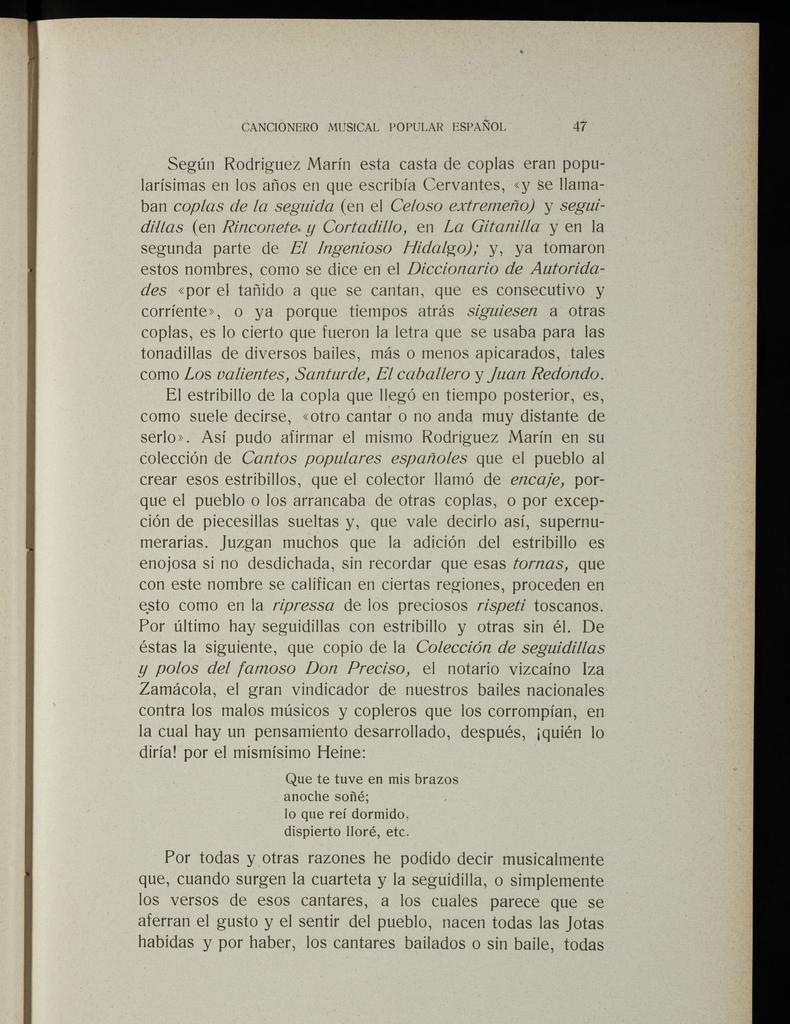 CANCIONERO MUSICAL POPULAR ESPAÑOL 47
Según Rodriguez Marín esta casta de coplas eran popu-
larísimas en los años en que escribía Cervantes, «y se llama-
ban coplas de la seguida (en el Celoso extremeño) y segui-
dillas (en Rinconete y Cortadillo, en La Gitanilla y en la
segunda parte de El Ingenioso Hidalgo); y, ya tomaron
estos nombres, como se dice en el Diccionario de Autorida-
des «por el tañido a que se cantan, que es consecutivo y
corríente», o ya porque tiempos atrás siguiesen a otras
coplas, es lo cierto que fueron la letra que se usaba para las
tonadillas de diversos bailes, más o menos apicarados, tales
como Los valientes, Santurde, El caballero y Juan Redondo.
El estribillo de la copla que llegó en tiempo posterior, es,
como suele decirse, «otro cantar o no anda muy distante de
serlo». Así pudo afirmar el mismo Rodriguez Marín en su
colección de Cantos populares españoles que el pueblo al
crear esos estribillos, que el colector llamó de encaje, por-
que el pueblo o los arrancaba de otras coplas, o por excep-
ción de piecesillas sueltas y, que vale decirlo así, supernu-
merarias. Juzgan muchos que la adición del estribillo es
enojosa si no desdichada, sin recordar que esas tornas, que
con este nombre se califican en ciertas regiones, proceden en
esto como en la ripressa de los preciosos rispeti toscanos.
Por último hay seguidillas con estribillo y otras sin él. De
éstas la siguiente, que copio de la Colección de seguidillas
y polos del famoso Don Preciso, el notario vizcaíno Iza
Zamácola, el gran vindicador de nuestros bailes nacionales
contra los malos músicos y copleros que los corrompían, en
la cual hay un pensamiento desarrollado, después, ¡quién lo
diría! por el mismísimo Heine:
Que te tuve en mis brazos
anoche soñé;
lo que reí dormido,
dispierto lloré, etc.
Por todas y otras razones he podido decir musicalmente
que, cuando surgen la cuarteta y la seguidilla, o simplemente
los versos de esos cantares, a los cuales parece que se
aferran el gusto y el sentir del pueblo, nacen todas las Jotas
habidas y por haber, los cantares bailados o sin baile, todas